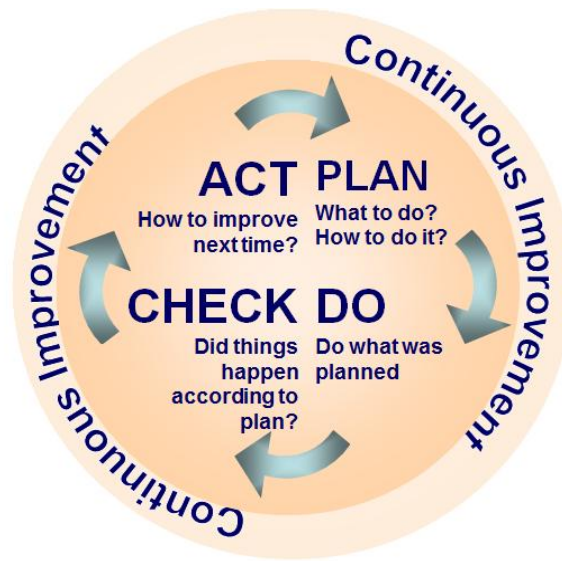 Continuous Improvement
ACT
How to improve
next time?
PLAN
What to do?
How to do it?
CHECK
Did things
happen
according to
plan?
DO
Do what was
planned
Continuous Improvement